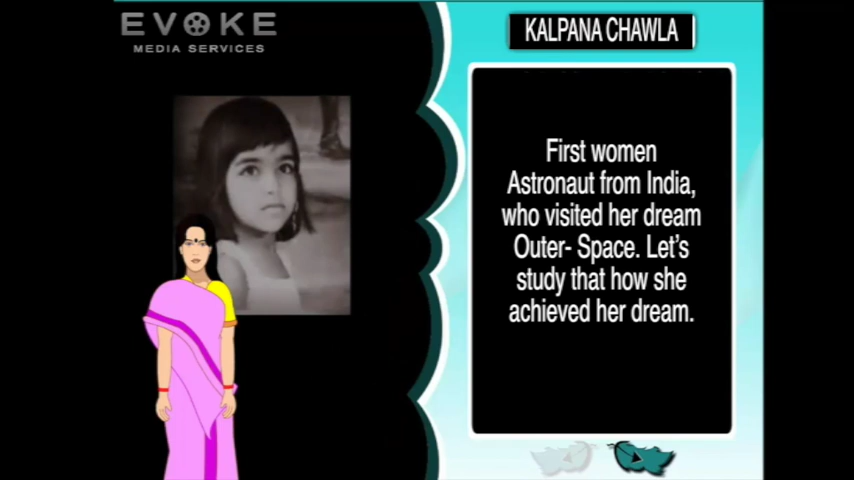 EVOKE
MEDIA SERVICES
KALPANA CHAWLA
First women
Astronaut from India,
who visited her dream
Outer- Space. Let's
study that how she
achieved her dream.